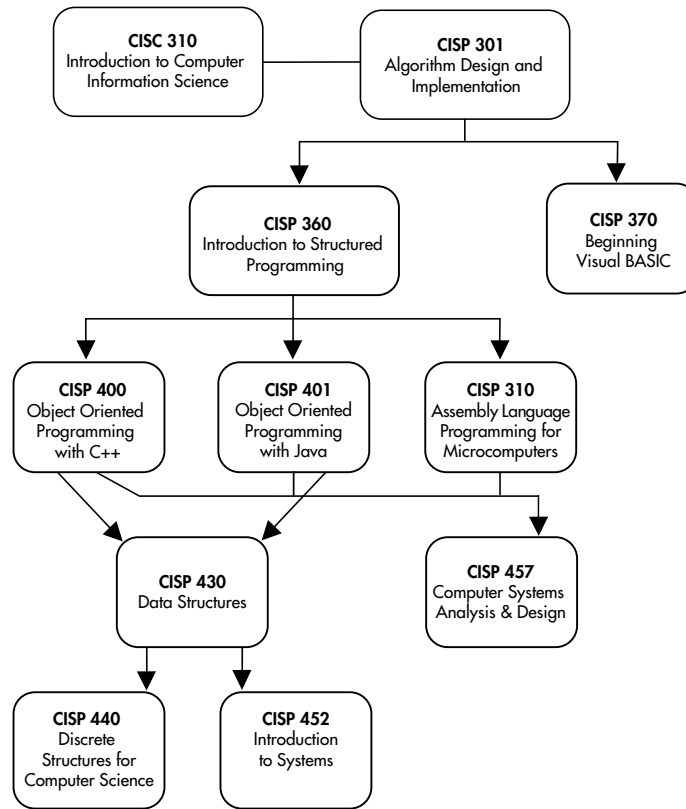 CISC 310
Introduction to Computer
Information Science
CISP 301
Algorithm Design and
Implementation
CISP 360
Introduction to Structured
Programming
CISP 370
Beginning
Visual BASIC
CISP 400
Object Oriented
Programming
with C++
CISP 401
Object Oriented
Programming
with Java
CISP 310
Assembly Language
Programming for
Microcomputers
CISP 430
Data Structures
CISP 457
Computer Systems
Analysis & Design
CISP 440
Discrete
Structures for
Computer Science
CISP 452
Introduction
to Systems